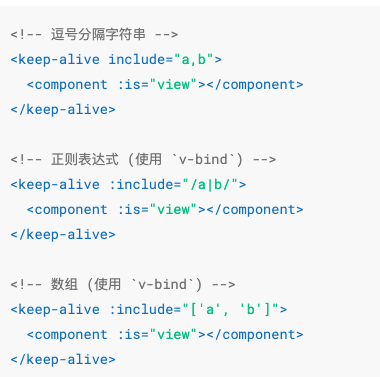 <!-- 逗号分隔字符串 -->
<keep-alive include="a,b">
  <component :is="view"></component>
</keep-alive>

<!-- 正则表达式 (使用 `v-bind`) -->
<keep-alive :include="/a|b/">
  <component :is="view"></component>
</keep-alive>

<!-- 数组 (使用 `v-bind`) -->
<keep-alive :include="['a', 'b']">
  <component :is="view"></component>
</keep-alive>